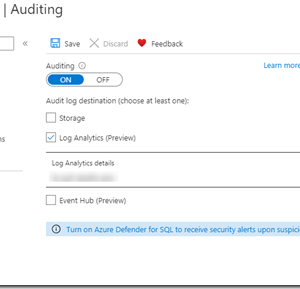 | Auditing
«
Save Discard Feedback
Auditing
Learn more
ON OFF
Audit log destination (choose at least one):
Storage
Log Analytics (Preview)
Log Analytics details
Event Hub (Preview)
Turn on Azure Defender for SQL to receive security alerts upon suspici